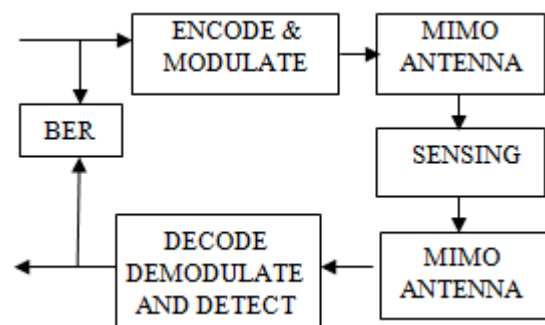 ENCODE &
MODULATE
MIMO
ANTENNA
BER
SENSING
DECODE
DEMODULATE
AND DETECT
MIMO
ANTENNA